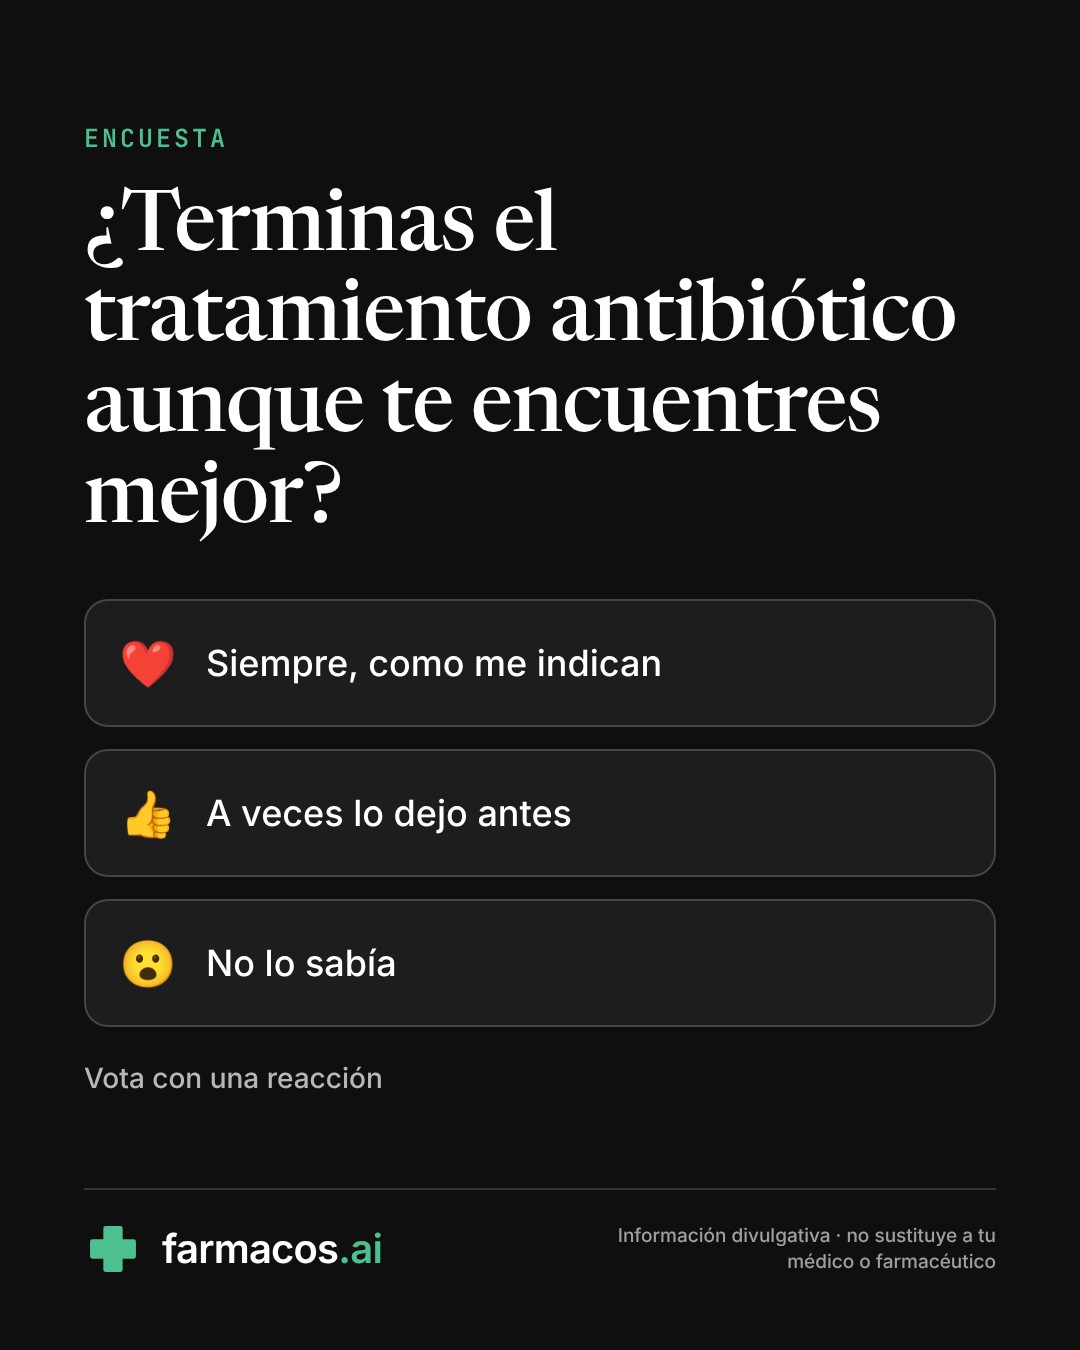 ENCUESTA
¿Terminas el
tratamiento antibiótico
aunque te encuentres
mejor?
❤️ Siempre, como me indican
👍 A veces lo dejo antes
😮 No lo sabía
Vota con una reacción
farmacos.ai
Información divulgativa · no sustituye a tu
médico o farmacéutico